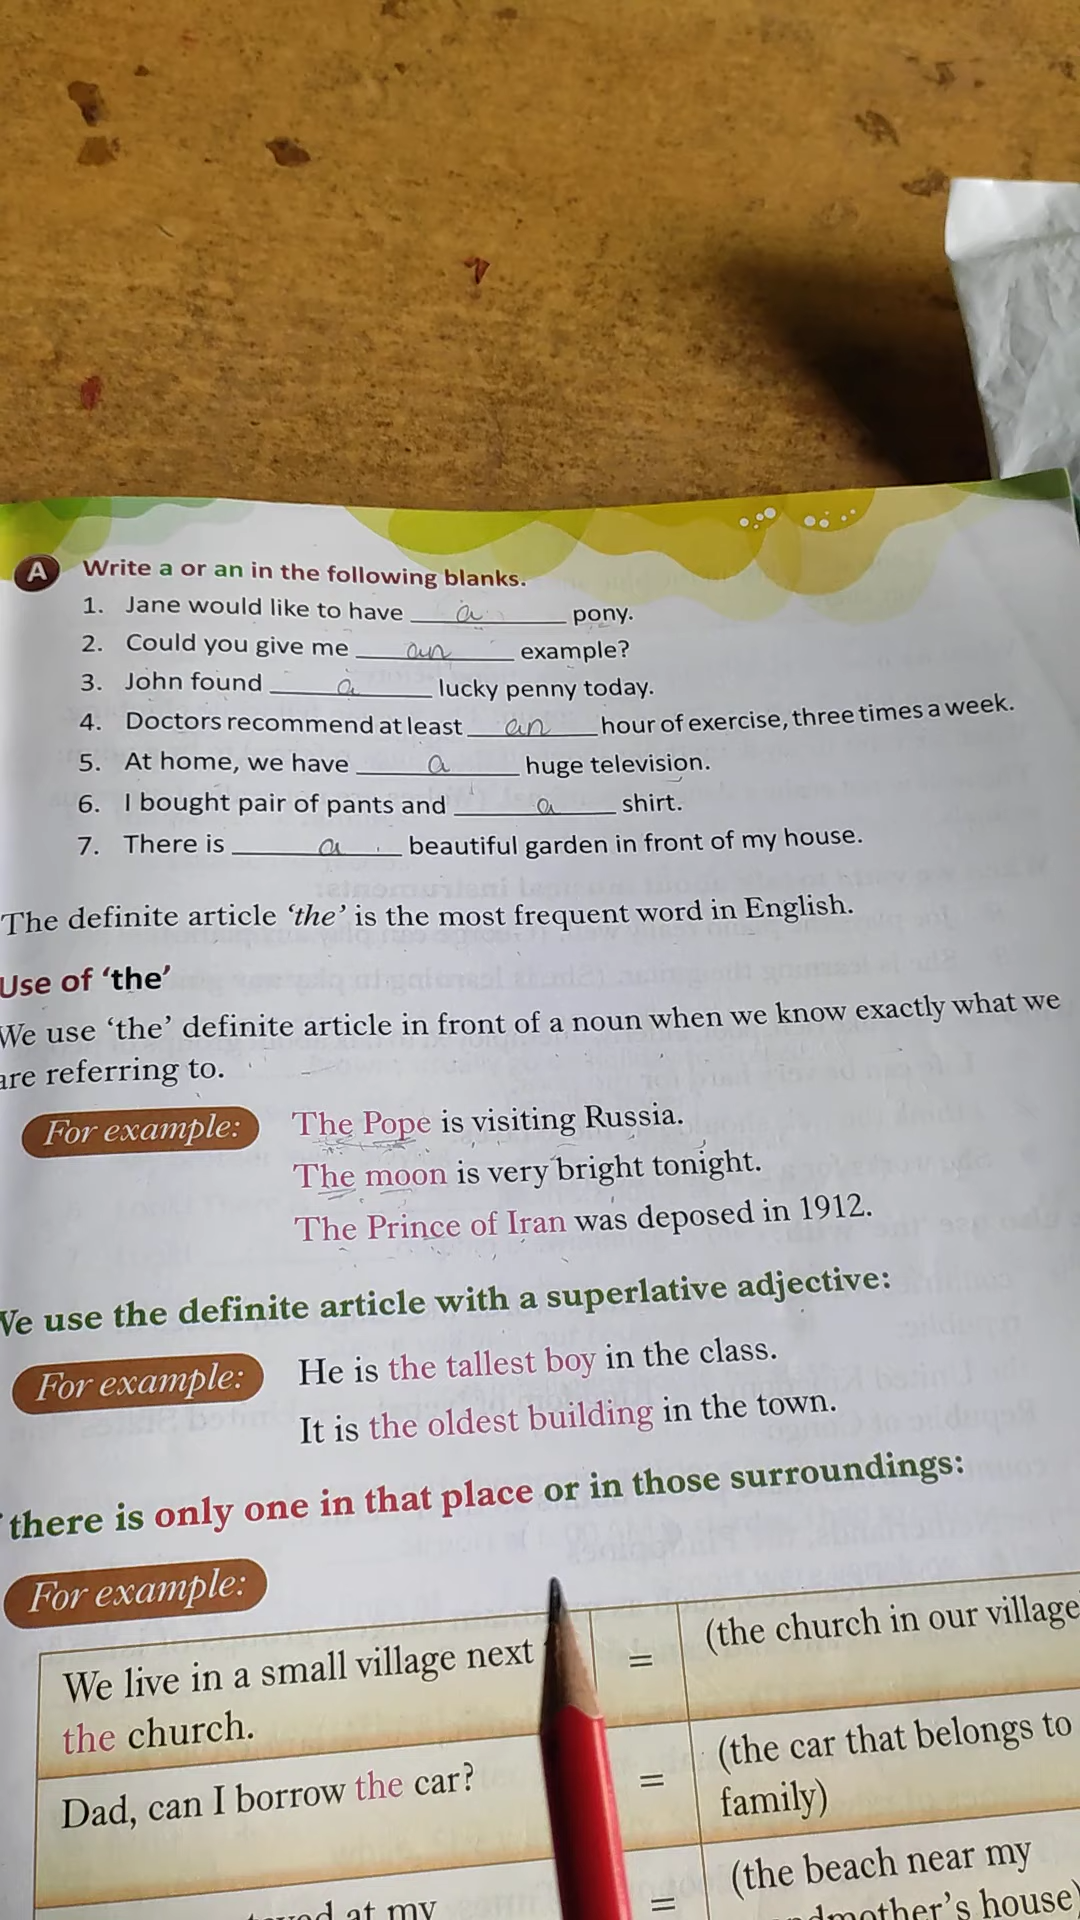 A Write a or an in the following blanks.
1. Jane would like to have a pony.
2. Could you give me an example?
3. John found a lucky penny today.
4. Doctors recommend at least an hour of exercise, three times a week.
5. At home, we have a huge television.
6. I bought pair of pants and a shirt.
7. There is a beautiful garden in front of my house.
The definite article ‘the’ is the most frequent word in English.
Use of ‘the’
We use ‘the’ definite article in front of a noun when we know exactly what we
are referring to.
For example: The Pope is visiting Russia.
The moon is very bright tonight.
The Prince of Iran was deposed in 1912.
We use the definite article with a superlative adjective:
For example: He is the tallest boy in the class.
It is the oldest building in the town.
there is only one in that place or in those surroundings:
For example:
We live in a small village next = (the church in our village
the church.
Dad, can I borrow the car? = (the car that belongs to
family)
at my = (the beach near my
house)